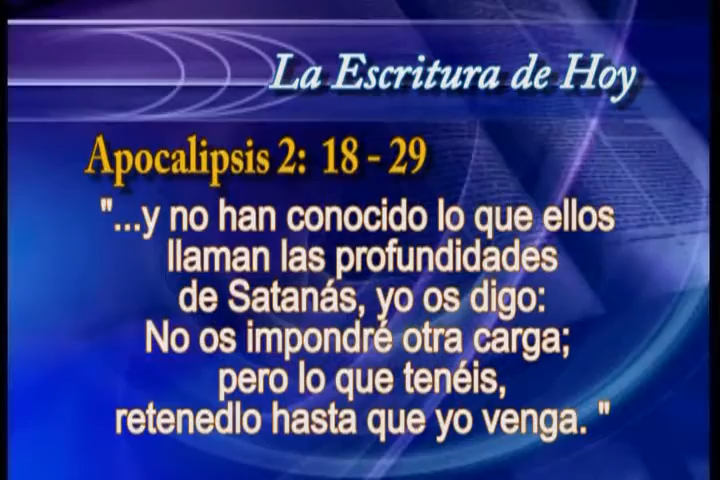 La Escritura de Hoy
Apocalipsis 2: 18 - 29
"...y no han conocido lo que ellos
llaman las profundidades
de Satanás, yo os digo:
No os impondré otra carga;
pero lo que tenéis,
retenedlo hasta que yo venga. "